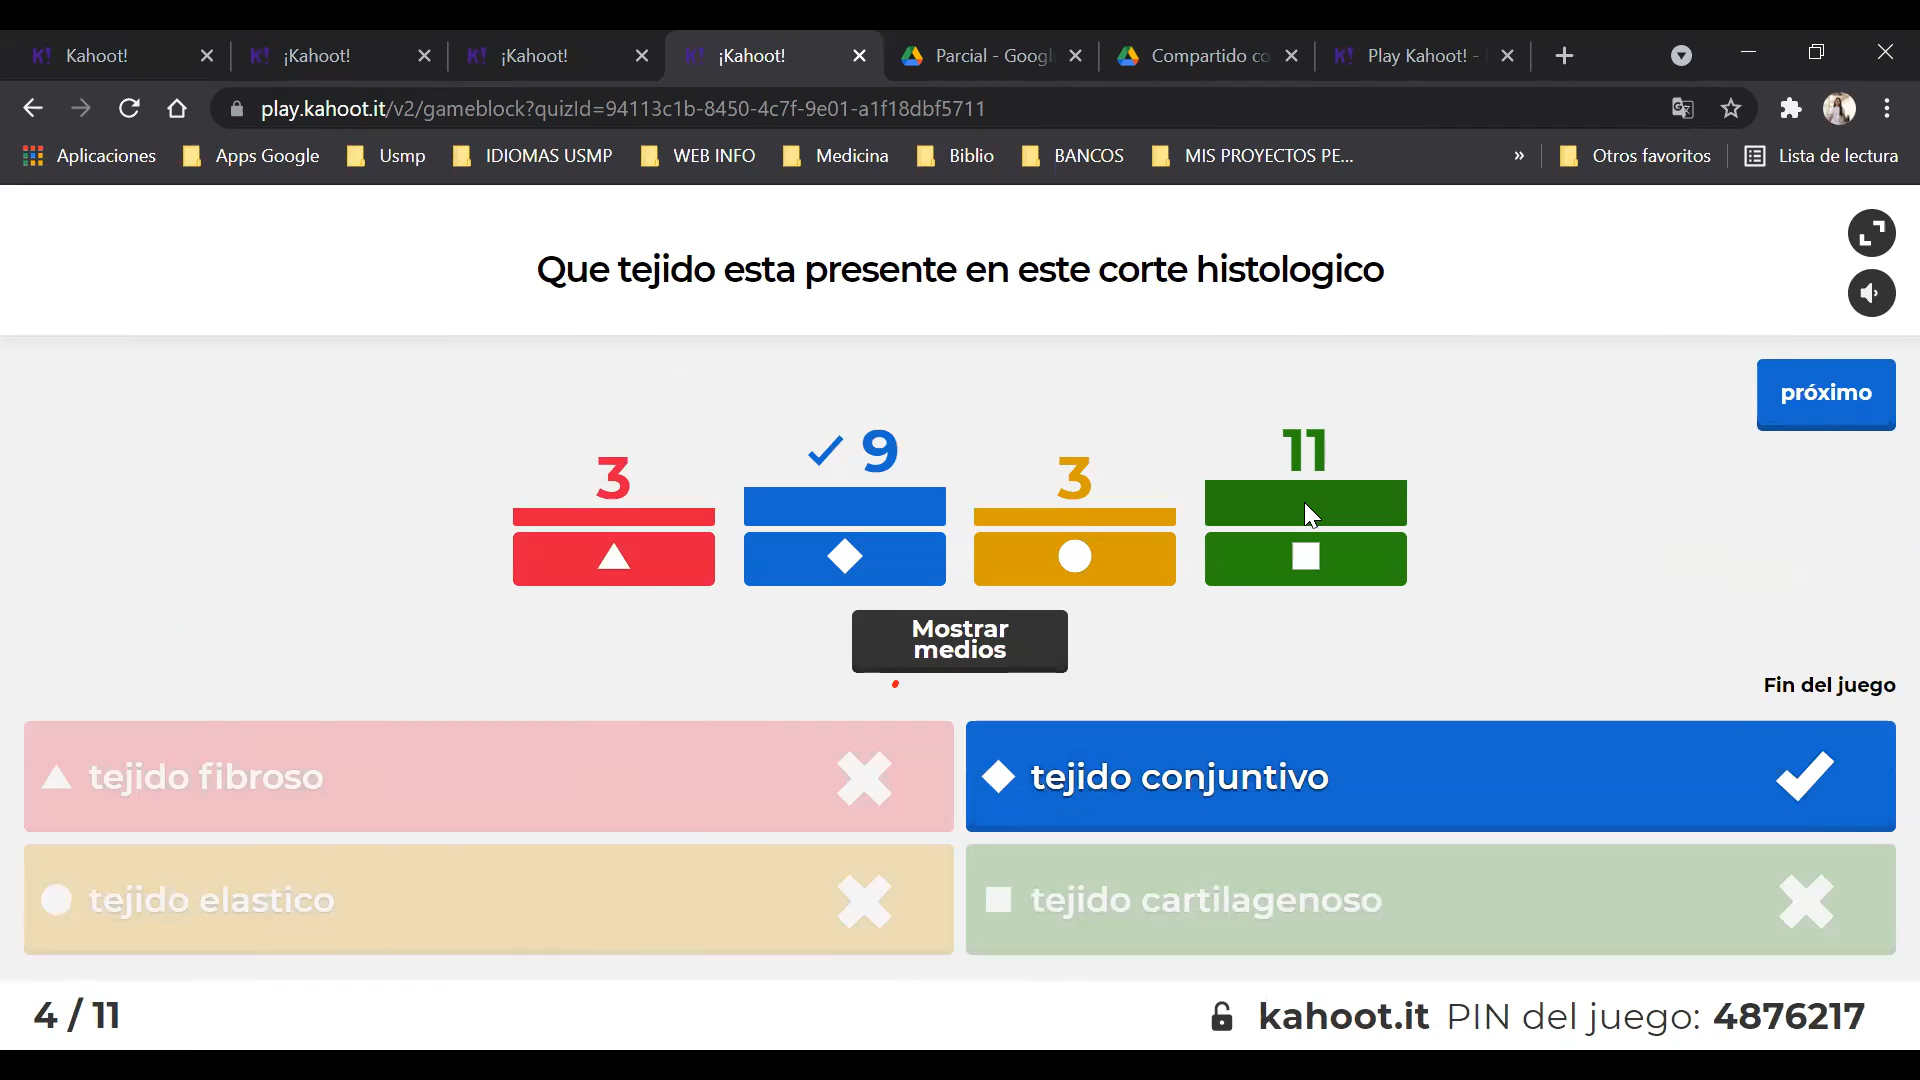 Kahoot!
¡Kahoot!
¡Kahoot!
¡Kahoot!
Parcial - Googl
Compartido co
Play Kahoot! -
play.kahoot.it/v2/gameblock?quizId=94113c1b-8450-4c7f-9e01-a1f18dbf5711
Aplicaciones
Apps Google
Usmp
IDIOMAS USMP
WEB INFO
Medicina
Biblio
BANCOS
MIS PROYECTOS PE...
»
Otros favoritos
Lista de lectura
Que tejido esta presente en este corte histologico
próximo
3
9
3
11
Mostrar
medios
Fin del juego
tejido fibroso
tejido conjuntivo
tejido elastico
tejido cartilagenoso
4 / 11
kahoot.it PIN del juego: 4876217